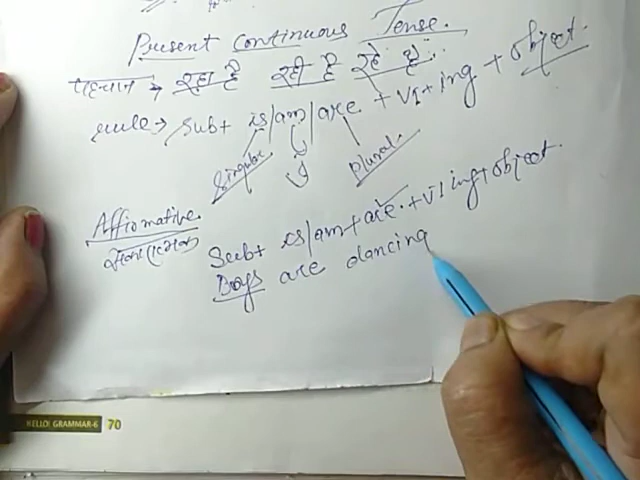 Present Continuous Tense.
पहचान → रहा है रही है रहे हैं.
rule → Sub+ is/am/are + V1+ing + object.
Singular I Plural.
Affirmative.
Sub+ is/am+are.+V1 ing+object.
Boys are dancing
HELLO! GRAMMAR-6 70